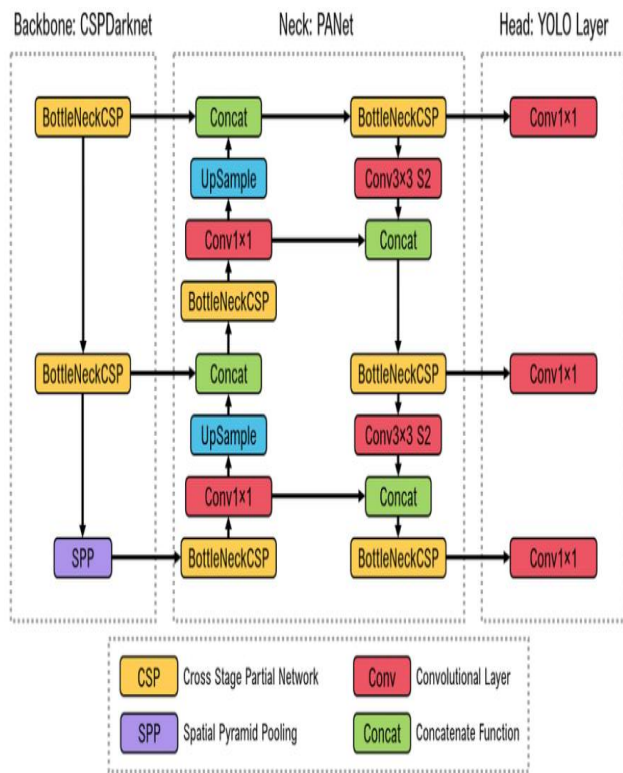 Backbone: CSPDarknet
Neck: PANet
Head: YOLO Layer
BottleNeckCSP
Concat
BottleNeckCSP
Conv1×1
UpSample
Conv3×3 S2
Conv1×1
Concat
BottleNeckCSP
BottleNeckCSP
Concat
BottleNeckCSP
Conv1×1
UpSample
Conv3×3 S2
Conv1×1
Concat
SPP
BottleNeckCSP
BottleNeckCSP
Conv1×1
CSP
Cross Stage Partial Network
Conv
Convolutional Layer
SPP
Spatial Pyramid Pooling
Concat
Concatenate Function